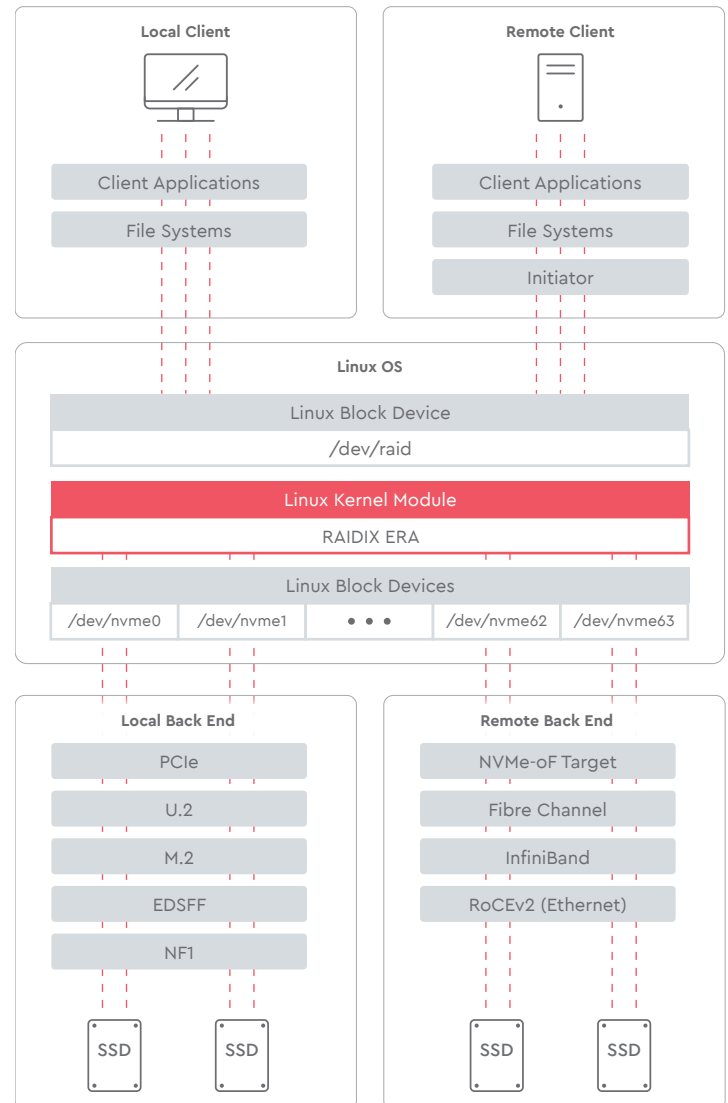 Local Client
Client Applications
File Systems
Remote Client
Client Applications
File Systems
Initiator
Linux OS
Linux Block Device
/dev/raid
Linux Kernel Module
RAIDIX ERA
Linux Block Devices
/dev/nvme0 /dev/nvme1 • • • /dev/nvme62 /dev/nvme63
Local Back End
PCIe
U.2
M.2
EDSFF
NF1
SSD SSD
Remote Back End
NVMe-oF Target
Fibre Channel
InfiniBand
RoCEv2 (Ethernet)
SSD SSD